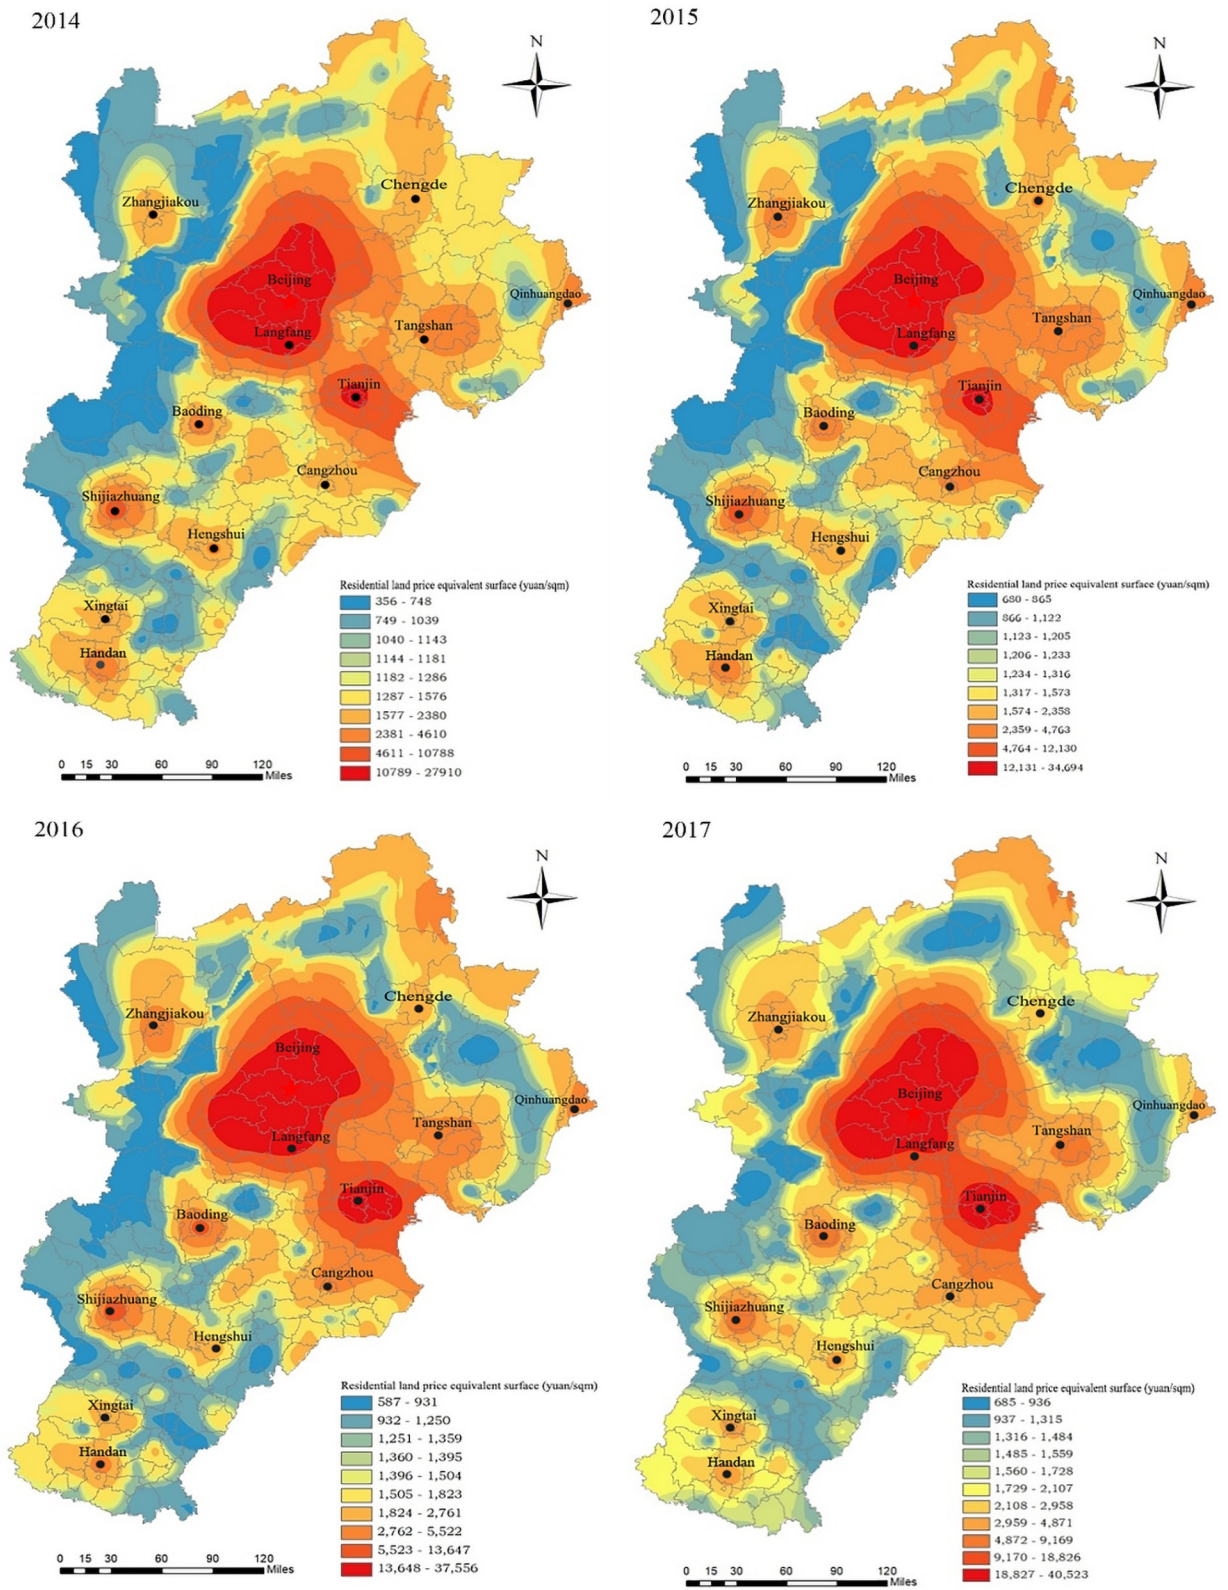 2014
N
Chengde
Zhangjiakou
Beijing
Qinhuangdao
Langfang
Tangshan
Tianjin
Baoding
Cangzhou
Shijiazhuang
Hengshui
Xingtai
Handan
Residential land price equivalent surface (yuan/sqm)
356 - 748
749 - 1039
1040 - 1143
1144 - 1181
1182 - 1286
1287 - 1576
1577 - 2380
2381 - 4610
4611 - 10788
10789 - 27910
0 15 30 60 90 120
Miles
2015
N
Chengde
Zhangjiakou
Beijing
Qinhuangdao
Langfang
Tangshan
Tianjin
Baoding
Cangzhou
Shijiazhuang
Hengshui
Xingtai
Handan
Residential land price equivalent surface (yuan/sqm)
680 - 865
866 - 1,122
1,123 - 1,205
1,206 - 1,233
1,234 - 1,316
1,317 - 1,573
1,574 - 2,358
2,359 - 4,763
4,764 - 12,130
12,131 - 34,694
0 15 30 60 90 120
Miles
2016
N
Chengde
Zhangjiakou
Beijing
Qinhuangdao
Langfang
Tangshan
Tianjin
Baoding
Cangzhou
Shijiazhuang
Hengshui
Xingtai
Handan
Residential land price equivalent surface (yuan/sqm)
587 - 931
932 - 1,250
1,251 - 1,359
1,360 - 1,395
1,396 - 1,504
1,505 - 1,823
1,824 - 2,761
2,762 - 5,522
5,523 - 13,647
13,648 - 37,556
0 15 30 60 90 120
Miles
2017
N
Chengde
Zhangjiakou
Beijing
Qinhuangdao
Langfang
Tangshan
Tianjin
Baoding
Cangzhou
Shijiazhuang
Hengshui
Xingtai
Handan
Residential land price equivalent surface (yuan/sqm)
685 - 936
937 - 1,315
1,316 - 1,484
1,485 - 1,559
1,560 - 1,728
1,729 - 2,107
2,108 - 2,958
2,959 - 4,871
4,872 - 9,169
9,170 - 18,826
18,827 - 40,523
0 15 30 60 90 120
Miles